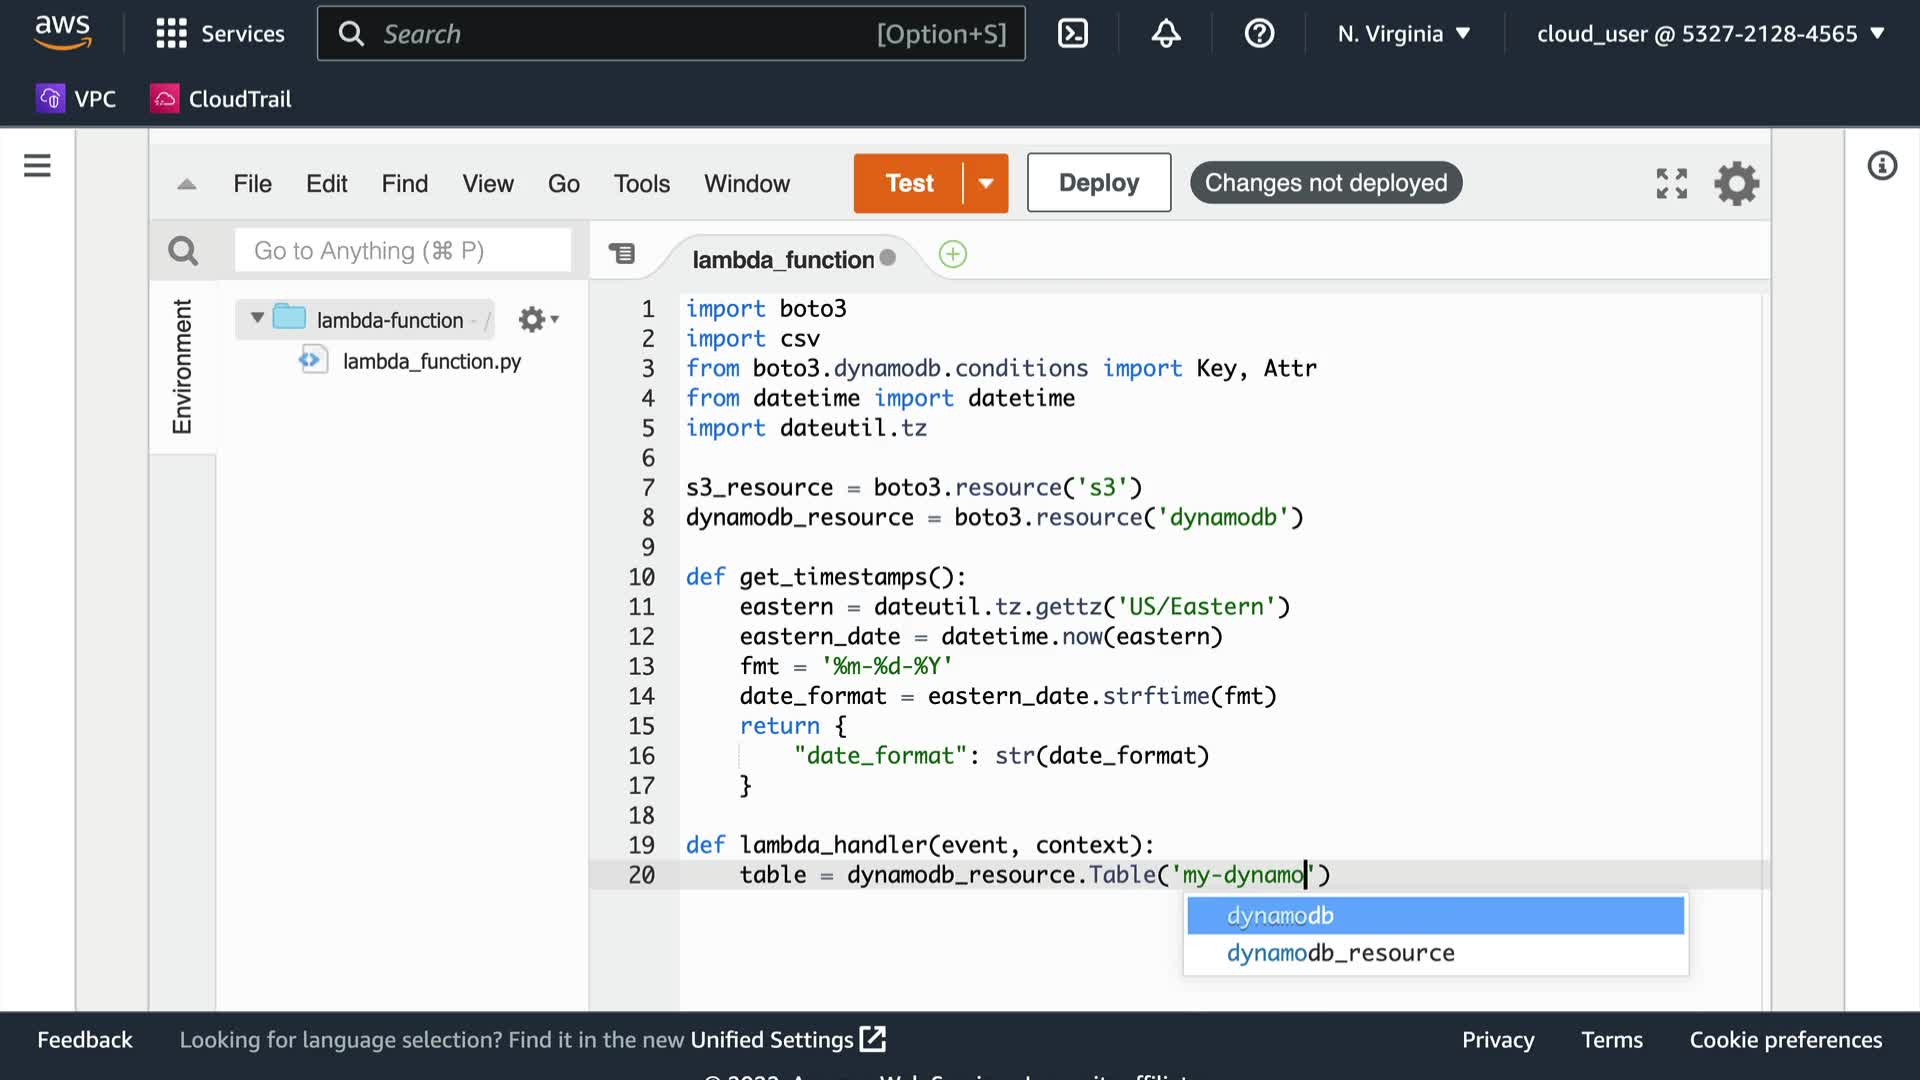 aws
Services
Search
[Option+S]
N. Virginia
cloud_user @ 5327-2128-4565
VPC
CloudTrail
File Edit Find View Go Tools Window
Test
Deploy
Changes not deployed
Go to Anything (⌘ P)
lambda_function
Environment
lambda-function - /
lambda_function.py
1 import boto3
2 import csv
3 from boto3.dynamodb.conditions import Key, Attr
4 from datetime import datetime
5 import dateutil.tz
6
7 s3_resource = boto3.resource('s3')
8 dynamodb_resource = boto3.resource('dynamodb')
9
10 def get_timestamps():
11     eastern = dateutil.tz.gettz('US/Eastern')
12     eastern_date = datetime.now(eastern)
13     fmt = '%m-%d-%Y'
14     date_format = eastern_date.strftime(fmt)
15     return {
16         "date_format": str(date_format)
17     }
18
19 def lambda_handler(event, context):
20     table = dynamodb_resource.Table('my-dynamo')
dynamodb
dynamodb_resource
Feedback
Looking for language selection? Find it in the new Unified Settings
Privacy
Terms
Cookie preferences